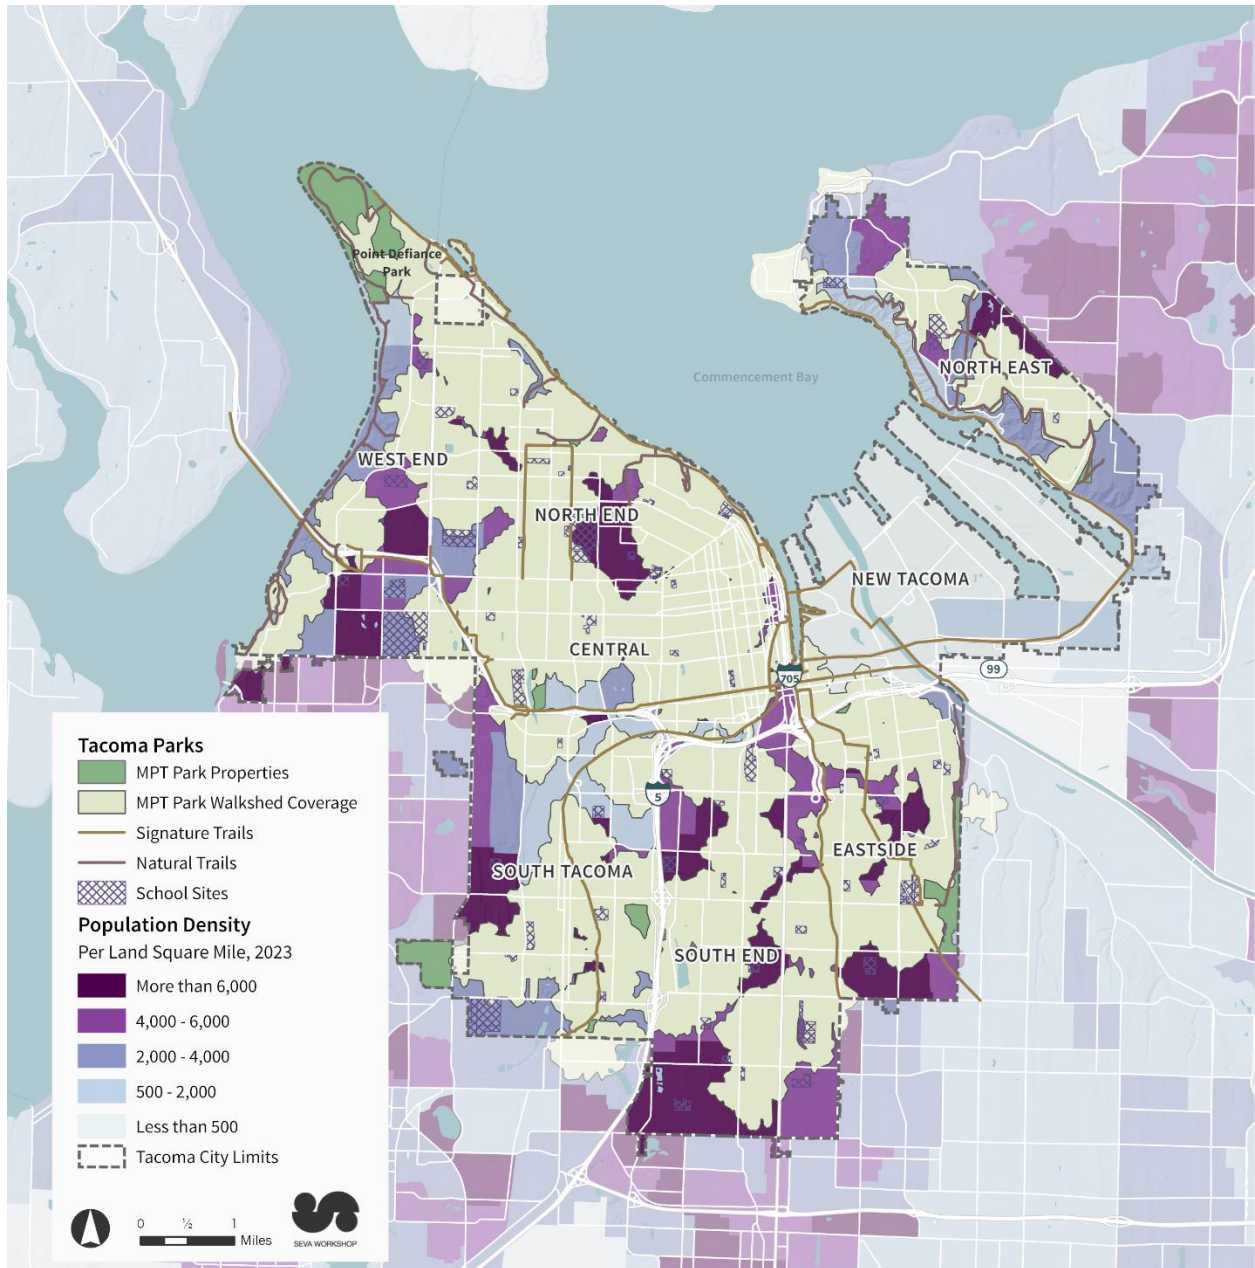 Point Defiance
Park
Commencement Bay
NORTH EAST
WEST END
NORTH END
NEW TACOMA
CENTRAL
705
99
5
EASTSIDE
SOUTH TACOMA
SOUTH END
Tacoma Parks
MPT Park Properties
MPT Park Walkshed Coverage
Signature Trails
Natural Trails
School Sites
Population Density
Per Land Square Mile, 2023
More than 6,000
4,000 - 6,000
2,000 - 4,000
500 - 2,000
Less than 500
Tacoma City Limits
0 ½ 1
Miles
SEVA WORKSHOP